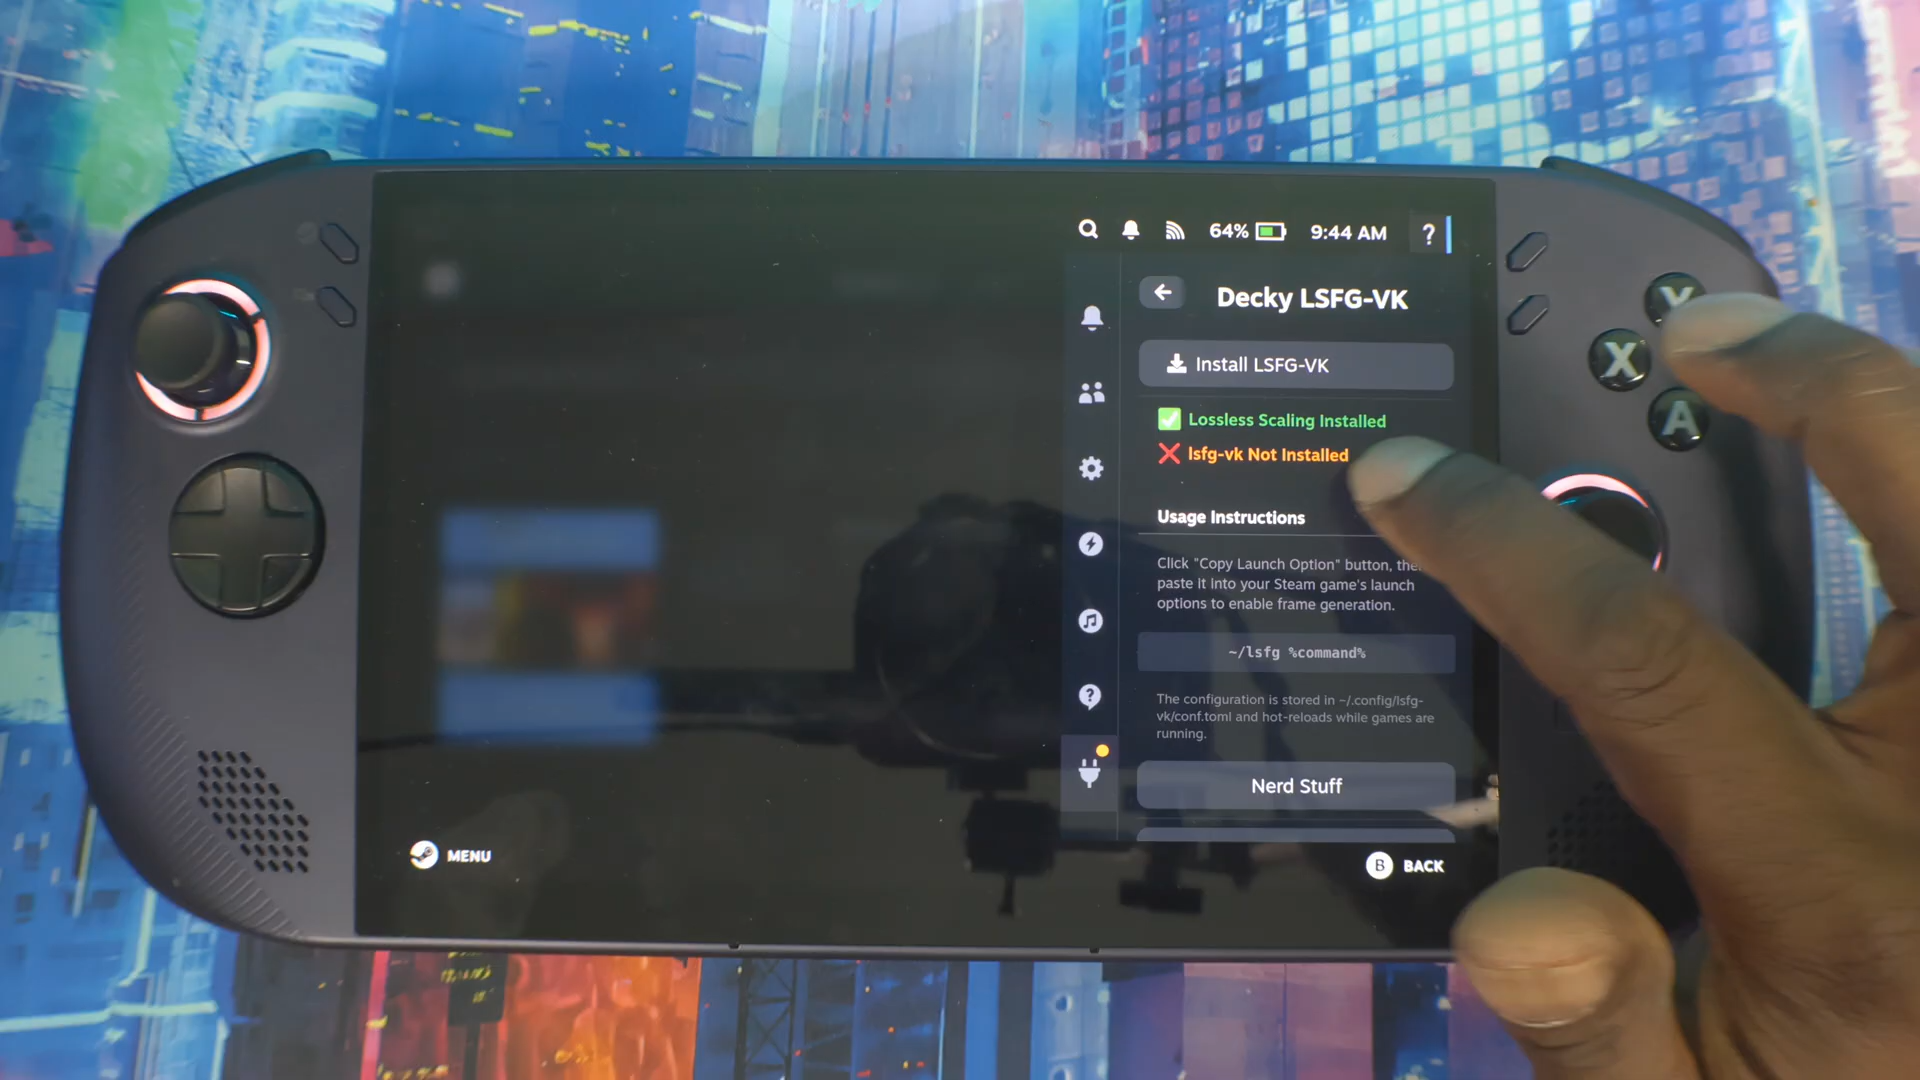 64% 9:44 AM ?
Decky LSFG-VK
Install LSFG-VK
Lossless Scaling Installed
lsfg-vk Not Installed
Usage Instructions
Click "Copy Launch Option" button,
paste it into your Steam game's launch
options to enable frame generation.
~/lsfg %command%
The configuration is stored in ~/.config/lsfg-
vk/conf.toml and hot-reloads while games are
running.
Nerd Stuff
MENU
B BACK
Y
X
A